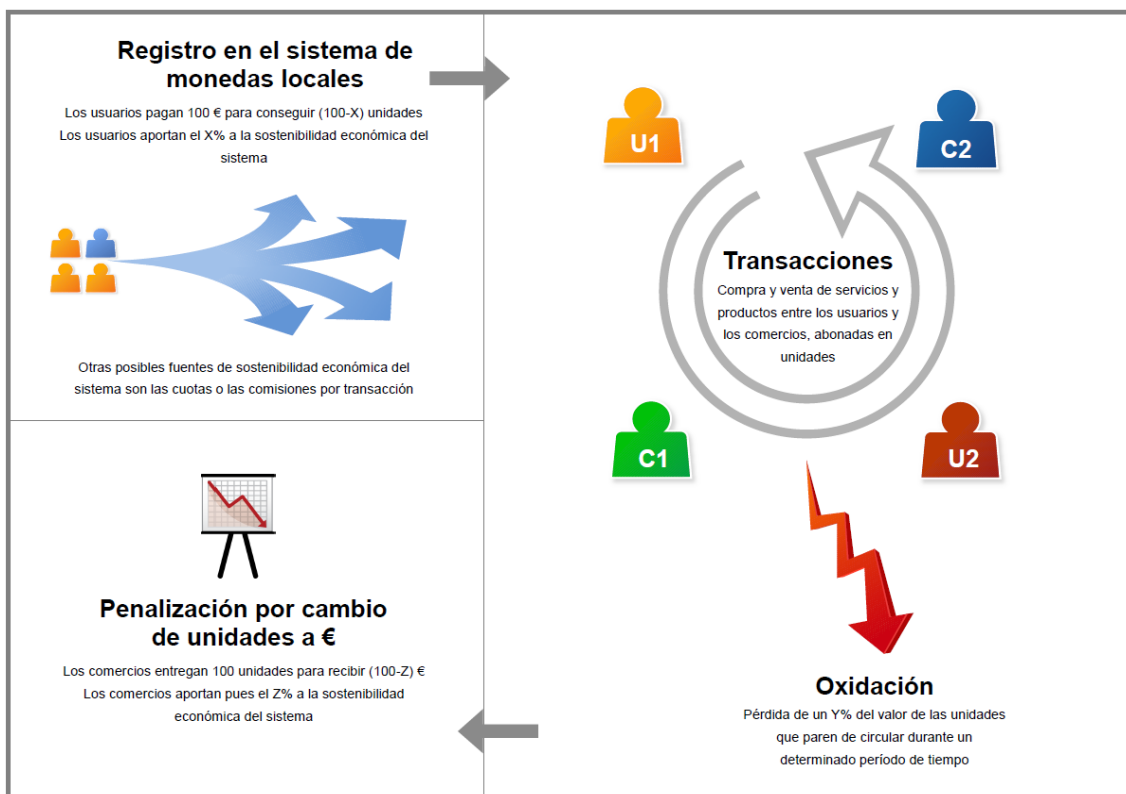 Registro en el sistema de
monedas locales
Los usuarios pagan 100 € para conseguir (100-X) unidades
Los usuarios aportan el X% a la sostenibilidad económica del
sistema
Otras posibles fuentes de sostenibilidad económica del
sistema son las cuotas o las comisiones por transacción
U1
C2
Transacciones
Compra y venta de servicios y
productos entre los usuarios y
los comercios, abonadas en
unidades
C1
U2
Oxidación
Pérdida de un Y% del valor de las unidades
que paren de circular durante un
determinado período de tiempo
Penalización por cambio
de unidades a €
Los comercios entregan 100 unidades para recibir (100-Z) €
Los comercios aportan pues el Z% a la sostenibilidad
económica del sistema